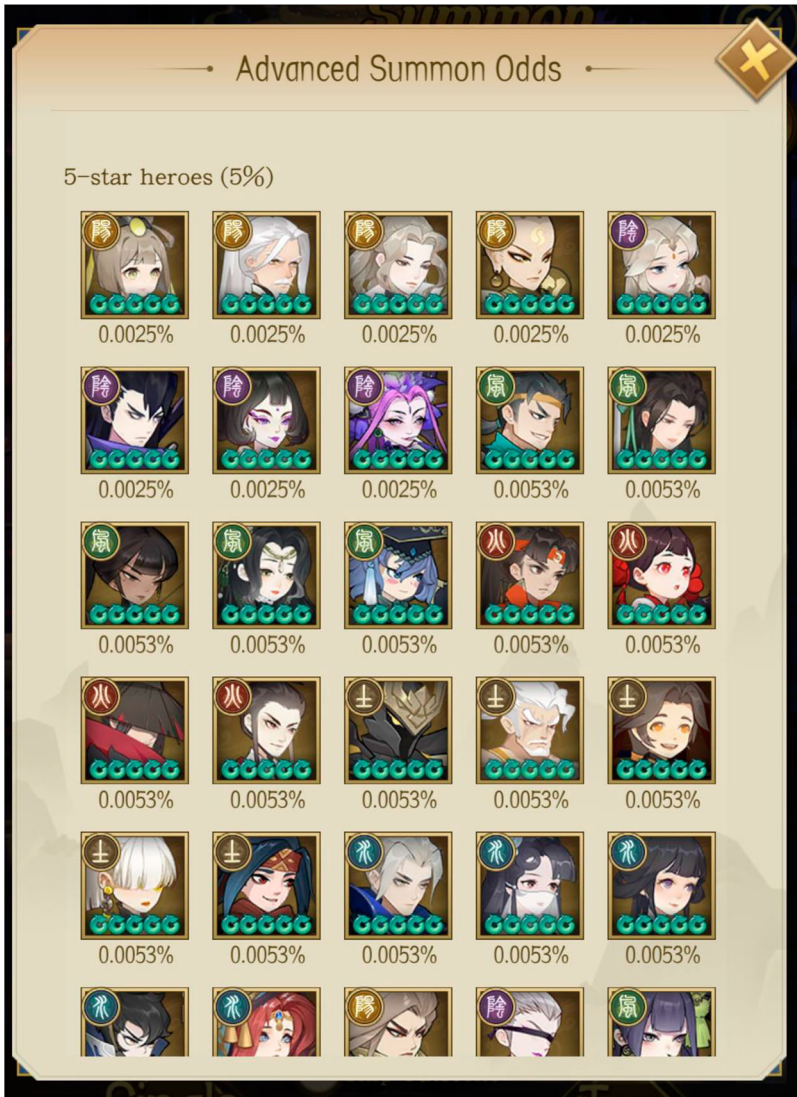 Summon
Advanced Summon Odds
5-star heroes (5%)
陽 陽 陽 陽 陰
0.0025% 0.0025% 0.0025% 0.0025% 0.0025%
陰 陰 陰 風 風
0.0025% 0.0025% 0.0025% 0.0053% 0.0053%
風 風 風 火 火
0.0053% 0.0053% 0.0053% 0.0053% 0.0053%
火 火 土 土 土
0.0053% 0.0053% 0.0053% 0.0053% 0.0053%
土 土 水 水 水
0.0053% 0.0053% 0.0053% 0.0053% 0.0053%
水 水 陽 陰 風